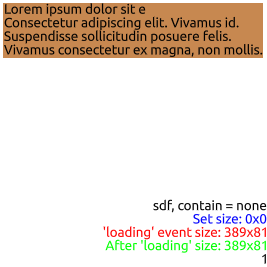 Lorem ipsum dolor sit e
Consectetur adipiscing elit. Vivamus id.
Suspendisse sollicitudin posuere felis.
Vivamus consectetur ex magna, non mollis.
sdf, contain = none
Set size: 0x0
'loading' event size: 389x81
After 'loading' size: 389x81
1